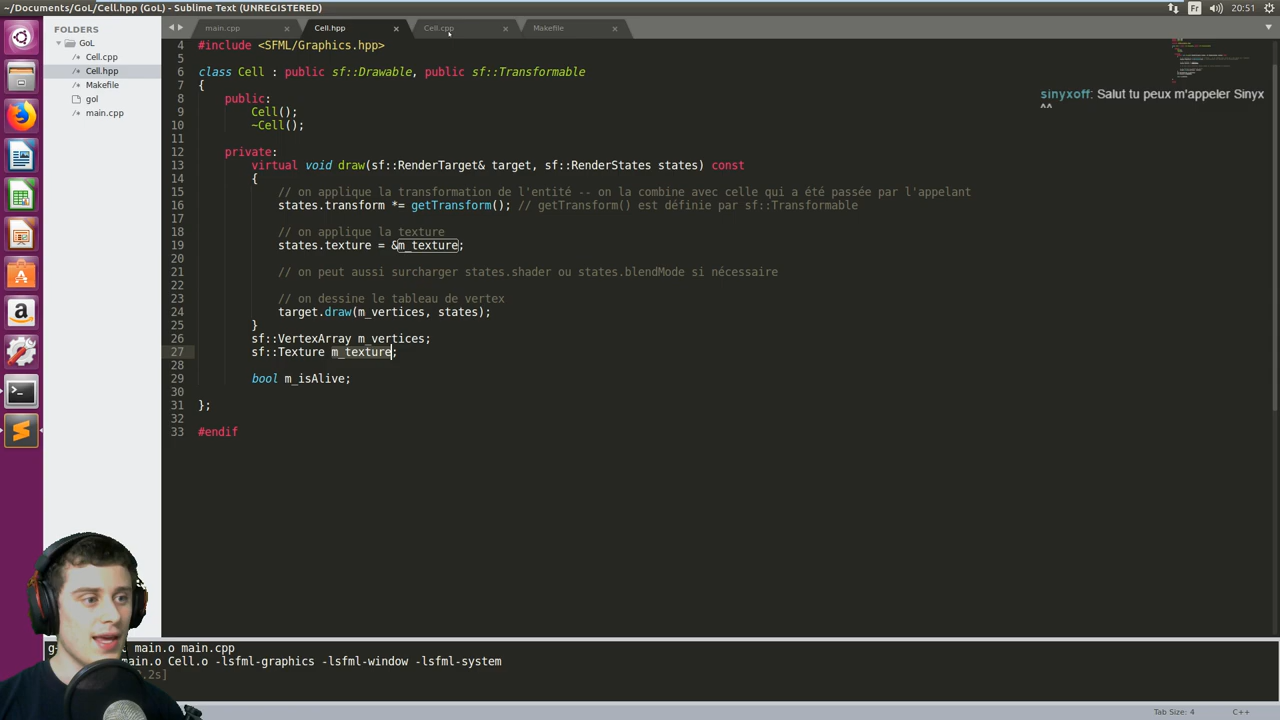 ~/Documents/GoL/Cell.hpp (GoL) - Sublime Text (UNREGISTERED)
Fr
20:51
main.cpp
Cell.hpp
Cell.cpp
Makefile
FOLDERS
GoL
Cell.cpp
Cell.hpp
Makefile
gol
main.cpp
4 #include <SFML/Graphics.hpp>
5
6 class Cell : public sf::Drawable, public sf::Transformable
7 {
8 public:
9 Cell();
10 ~Cell();
11
12 private:
13 virtual void draw(sf::RenderTarget& target, sf::RenderStates states) const
14 {
15 // on applique la transformation de l'entité -- on la combine avec celle qui a été passée par l'appelant
16 states.transform *= getTransform(); // getTransform() est définie par sf::Transformable
17
18 // on applique la texture
19 states.texture = &m_texture;
20
21 // on peut aussi surcharger states.shader ou states.blendMode si nécessaire
22
23 // on dessine le tableau de vertex
24 target.draw(m_vertices, states);
25 }
26 sf::VertexArray m_vertices;
27 sf::Texture m_texture;
28
29 bool m_isAlive;
30
31 };
32
33 #endif
sinyxoff: Salut tu peux m'appeler Sinyx
^^
main.o main.cpp
main.o Cell.o -lsfml-graphics -lsfml-window -lsfml-system
Tab Size: 4
C++